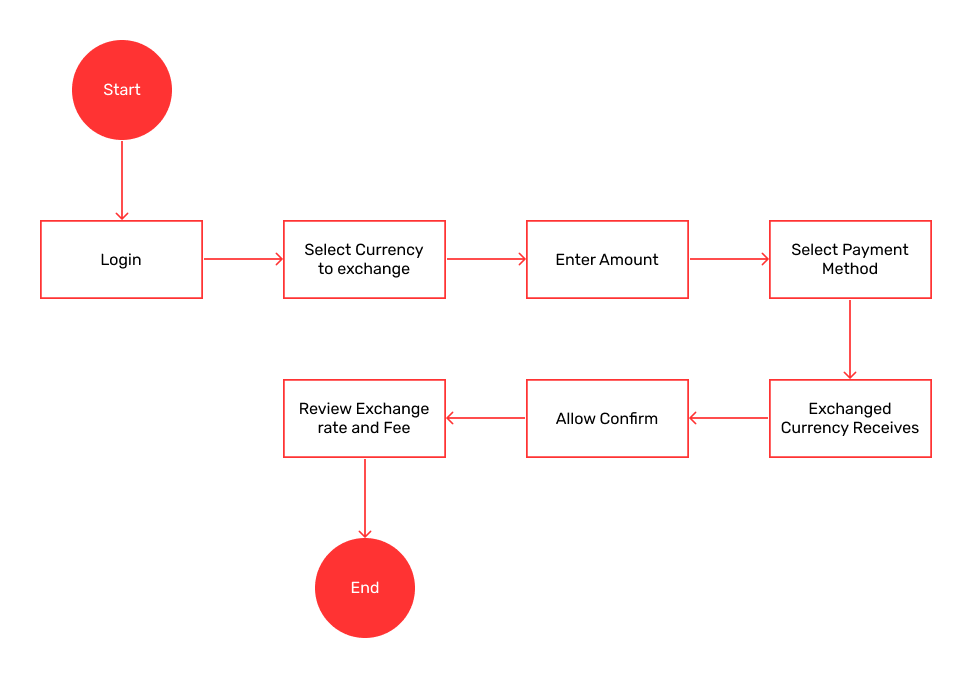 Start
Login
Select Currency
to exchange
Enter Amount
Select Payment
Method
Exchanged
Currency Receives
Allow Confirm
Review Exchange
rate and Fee
End